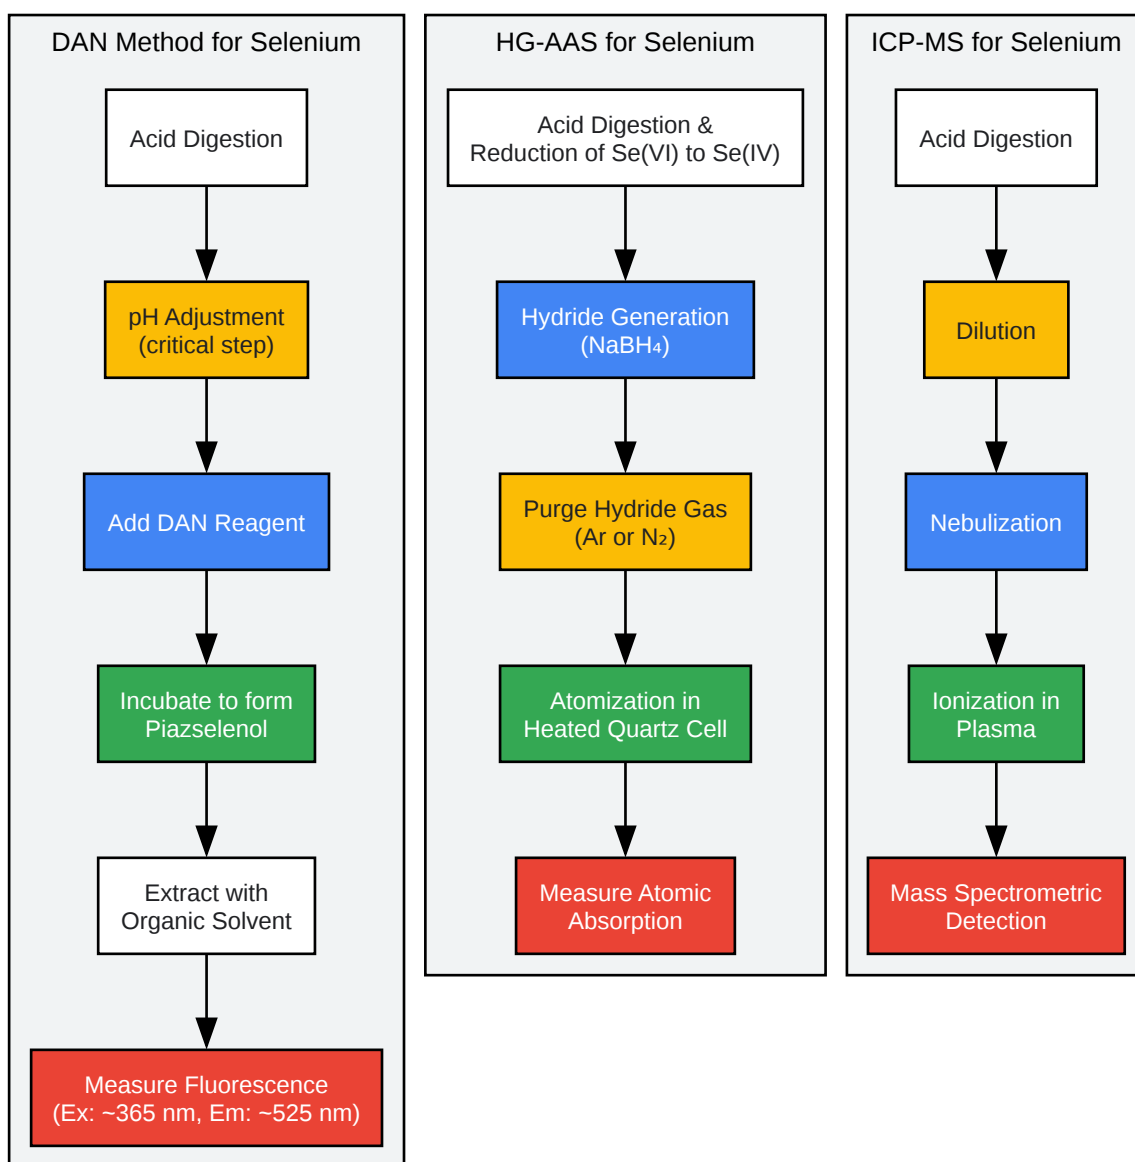 DAN Method for Selenium
Acid Digestion
pH Adjustment
(critical step)
Add DAN Reagent
Incubate to form
Piazselenol
Extract with
Organic Solvent
Measure Fluorescence
(Ex: ~365 nm, Em: ~525 nm)
HG-AAS for Selenium
Acid Digestion &
Reduction of Se(VI) to Se(IV)
Hydride Generation
(NaBH₄)
Purge Hydride Gas
(Ar or N₂)
Atomization in
Heated Quartz Cell
Measure Atomic
Absorption
ICP-MS for Selenium
Acid Digestion
Dilution
Nebulization
Ionization in
Plasma
Mass Spectrometric
Detection